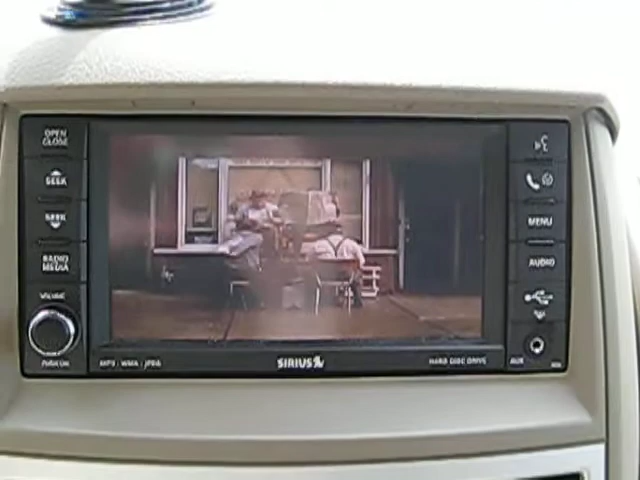 OPEN
CLOSE
SEEK
SEEK
RADIO
MEDIA
VOLUME
MENU
AUDIO
AUX
MP3 · WMA · JPEG
SIRIUS
HARD DISC DRIVE